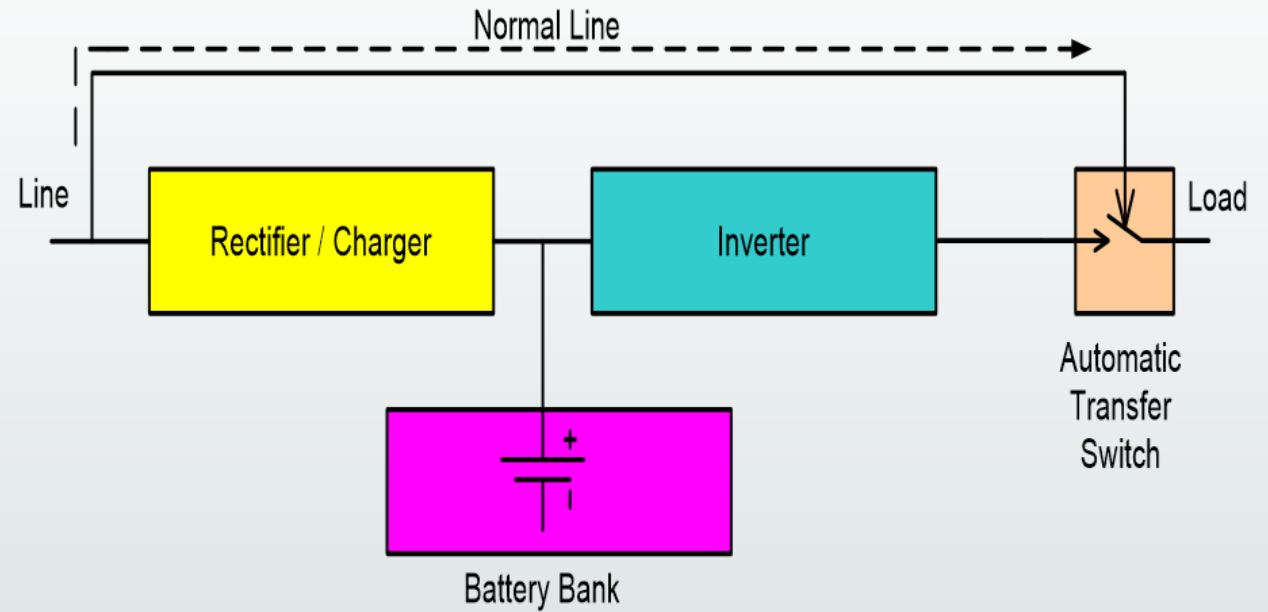 Normal Line
Line
Rectifier / Charger
Inverter
Load
Automatic
Transfer
Switch
+
Battery Bank